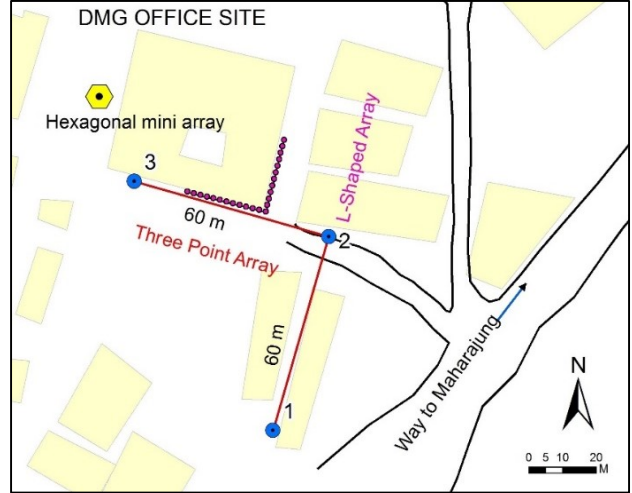 DMG OFFICE SITE
Hexagonal mini array
3
L-Shaped Array
60 m
Three Point Array
2
60 m
1
Way to Maharajung
N
0 5 10 20
M